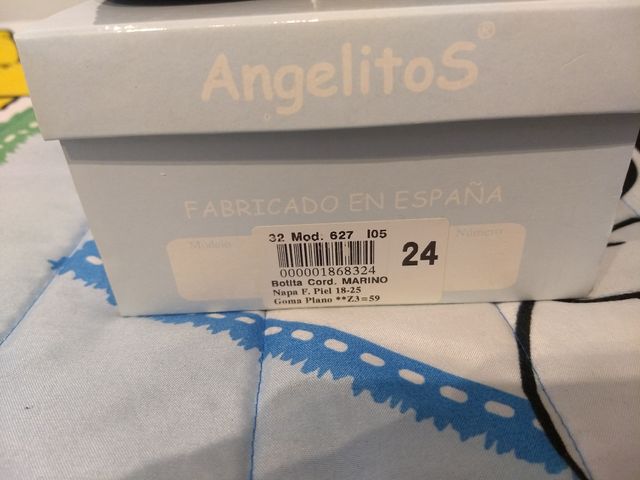 AngelitoS®
FABRICADO EN ESPAÑA
Modelo
Número
32 Mod. 627 I05
000001868324
24
Botita Cord. MARINO
Napa F. Piel 18-25
Goma Plano **Z3=59